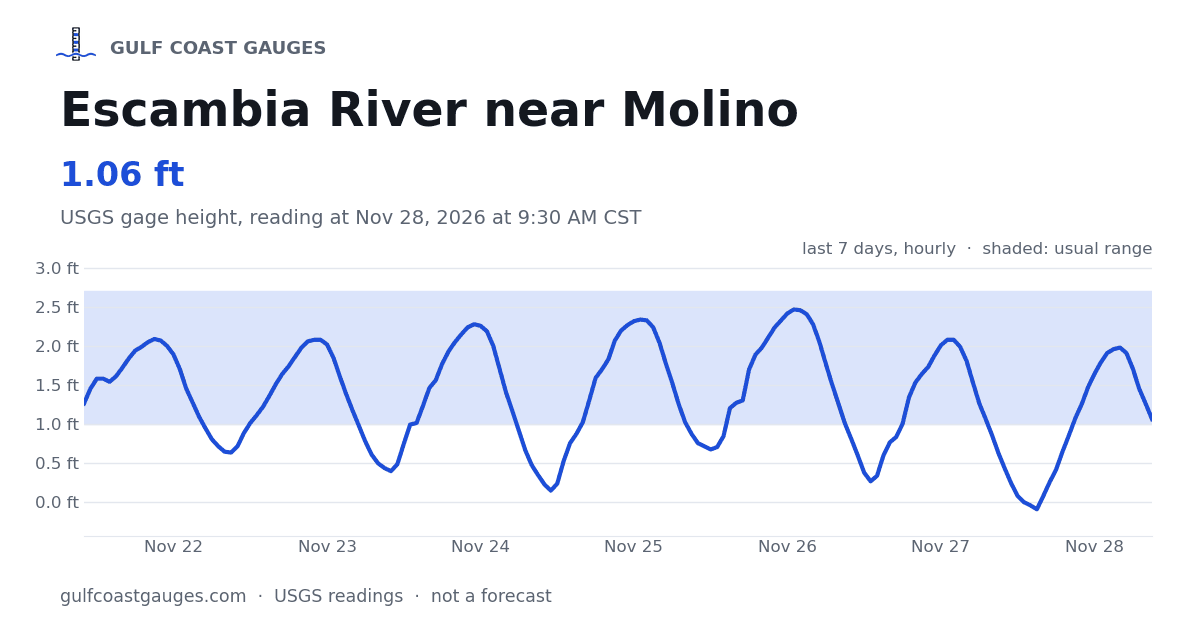 GULF COAST GAUGES
Escambia River near Molino
1.06 ft
USGS gage height, reading at Nov 28, 2026 at 9:30 AM CST
last 7 days, hourly · shaded: usual range
3.0 ft
2.5 ft
2.0 ft
1.5 ft
1.0 ft
0.5 ft
0.0 ft
Nov 22 Nov 23 Nov 24 Nov 25 Nov 26 Nov 27 Nov 28
gulfcoastgauges.com · USGS readings · not a forecast